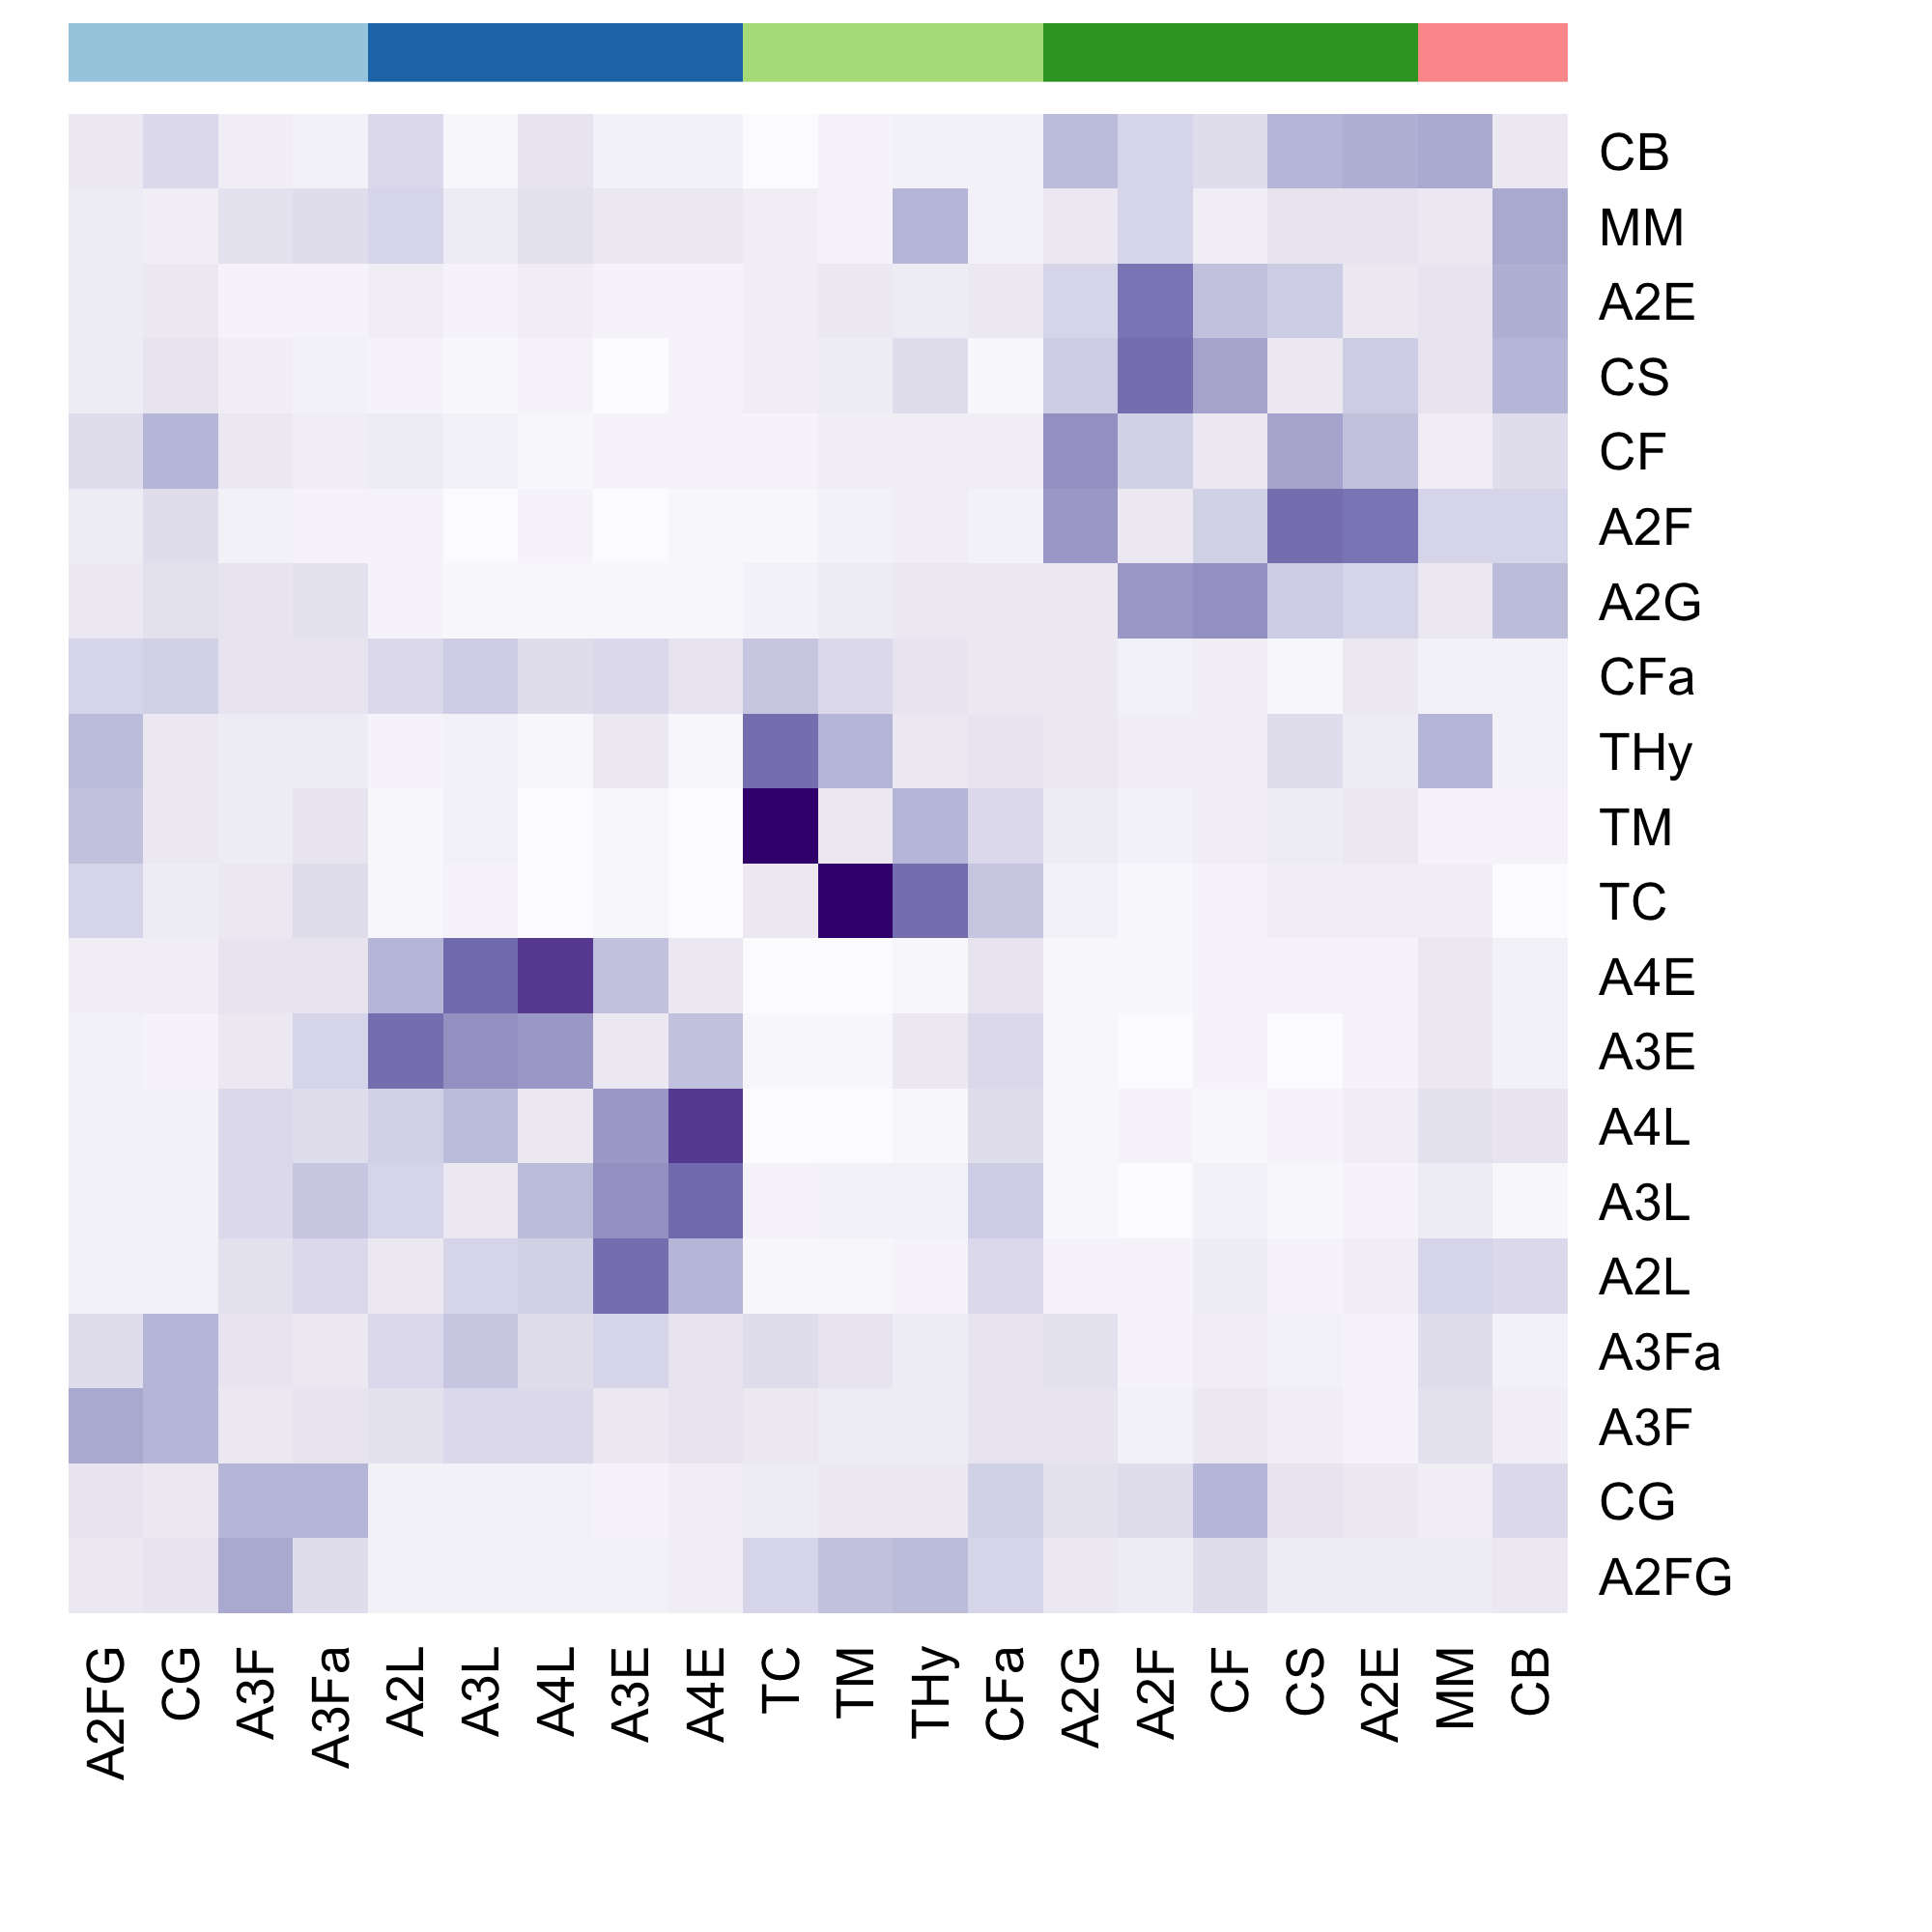 CB
MM
A2E
CS
CF
A2F
A2G
CFa
THy
TM
TC
A4E
A3E
A4L
A3L
A2L
A3Fa
A3F
CG
A2FG
A2FG CG A3F A3Fa A2L A3L A4L A3E A4E TC TM THy CFa A2G A2F CF CS A2E MM CB